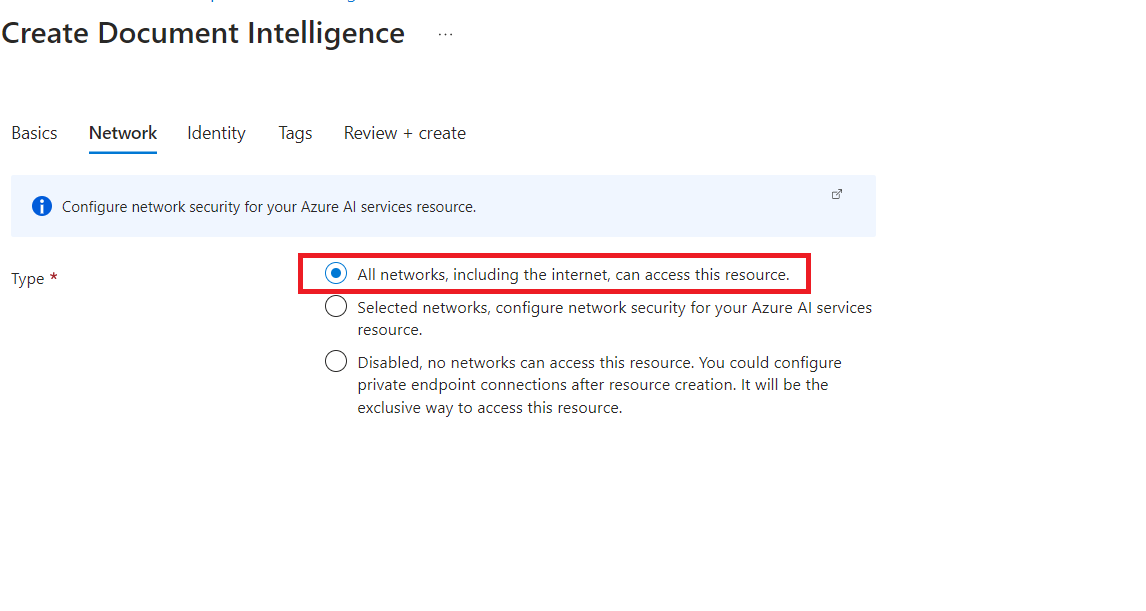 Create Document Intelligence ...
Basics Network Identity Tags Review + create
Configure network security for your Azure AI services resource.
Type *
All networks, including the internet, can access this resource.
Selected networks, configure network security for your Azure AI services
resource.
Disabled, no networks can access this resource. You could configure
private endpoint connections after resource creation. It will be the
exclusive way to access this resource.